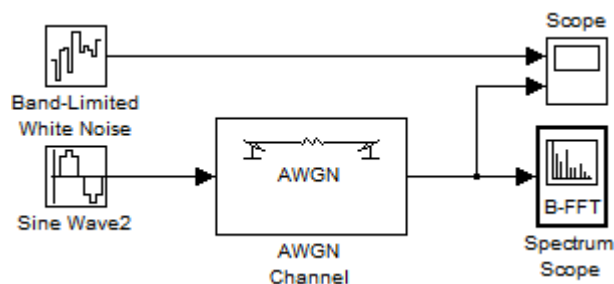 Scope
Band-Limited
White Noise
AWGN
Sine Wave2
AWGN
Channel
B-FFT
Spectrum
Scope